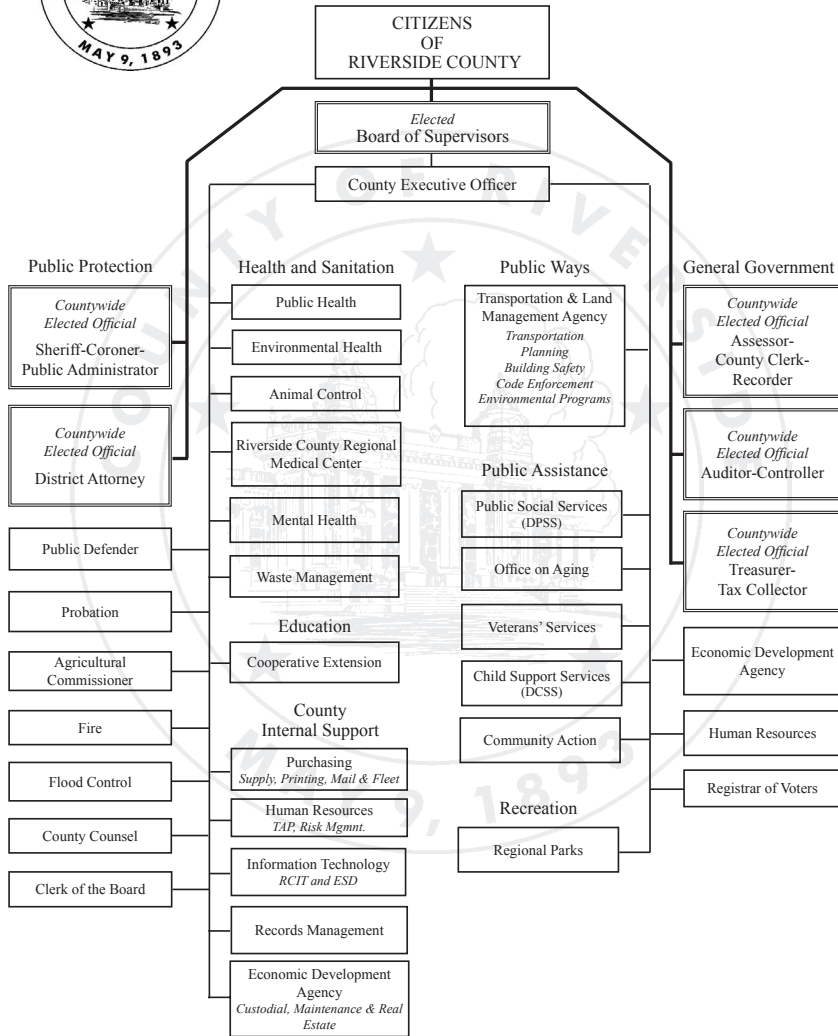 MAY 9, 1893
CITIZENS
OF
RIVERSIDE COUNTY
Elected
Board of Supervisors
County Executive Officer
Public Protection
Countywide
Elected Official
Sheriff-Coroner-
Public Administrator
Countywide
Elected Official
District Attorney
Public Defender
Probation
Agricultural
Commissioner
Fire
Flood Control
County Counsel
Clerk of the Board
Health and Sanitation
Public Health
Environmental Health
Animal Control
Riverside County Regional
Medical Center
Mental Health
Waste Management
Education
Cooperative Extension
County
Internal Support
Purchasing
Supply, Printing, Mail & Fleet
Human Resources
TAP, Risk Mgmnt.
Information Technology
RCIT and ESD
Records Management
Economic Development
Agency
Custodial, Maintenance & Real
Estate
Public Ways
Transportation & Land
Management Agency
Transportation
Planning
Building Safety
Code Enforcement
Environmental Programs
Public Assistance
Public Social Services
(DPSS)
Office on Aging
Veterans' Services
Child Support Services
(DCSS)
Community Action
Recreation
Regional Parks
General Government
Countywide
Elected Official
Assessor-
County Clerk-
Recorder
Countywide
Elected Official
Auditor-Controller
Countywide
Elected Official
Treasurer-
Tax Collector
Economic Development
Agency
Human Resources
Registrar of Voters
COUNTY OF RIVERSIDE
MAY 9, 1893